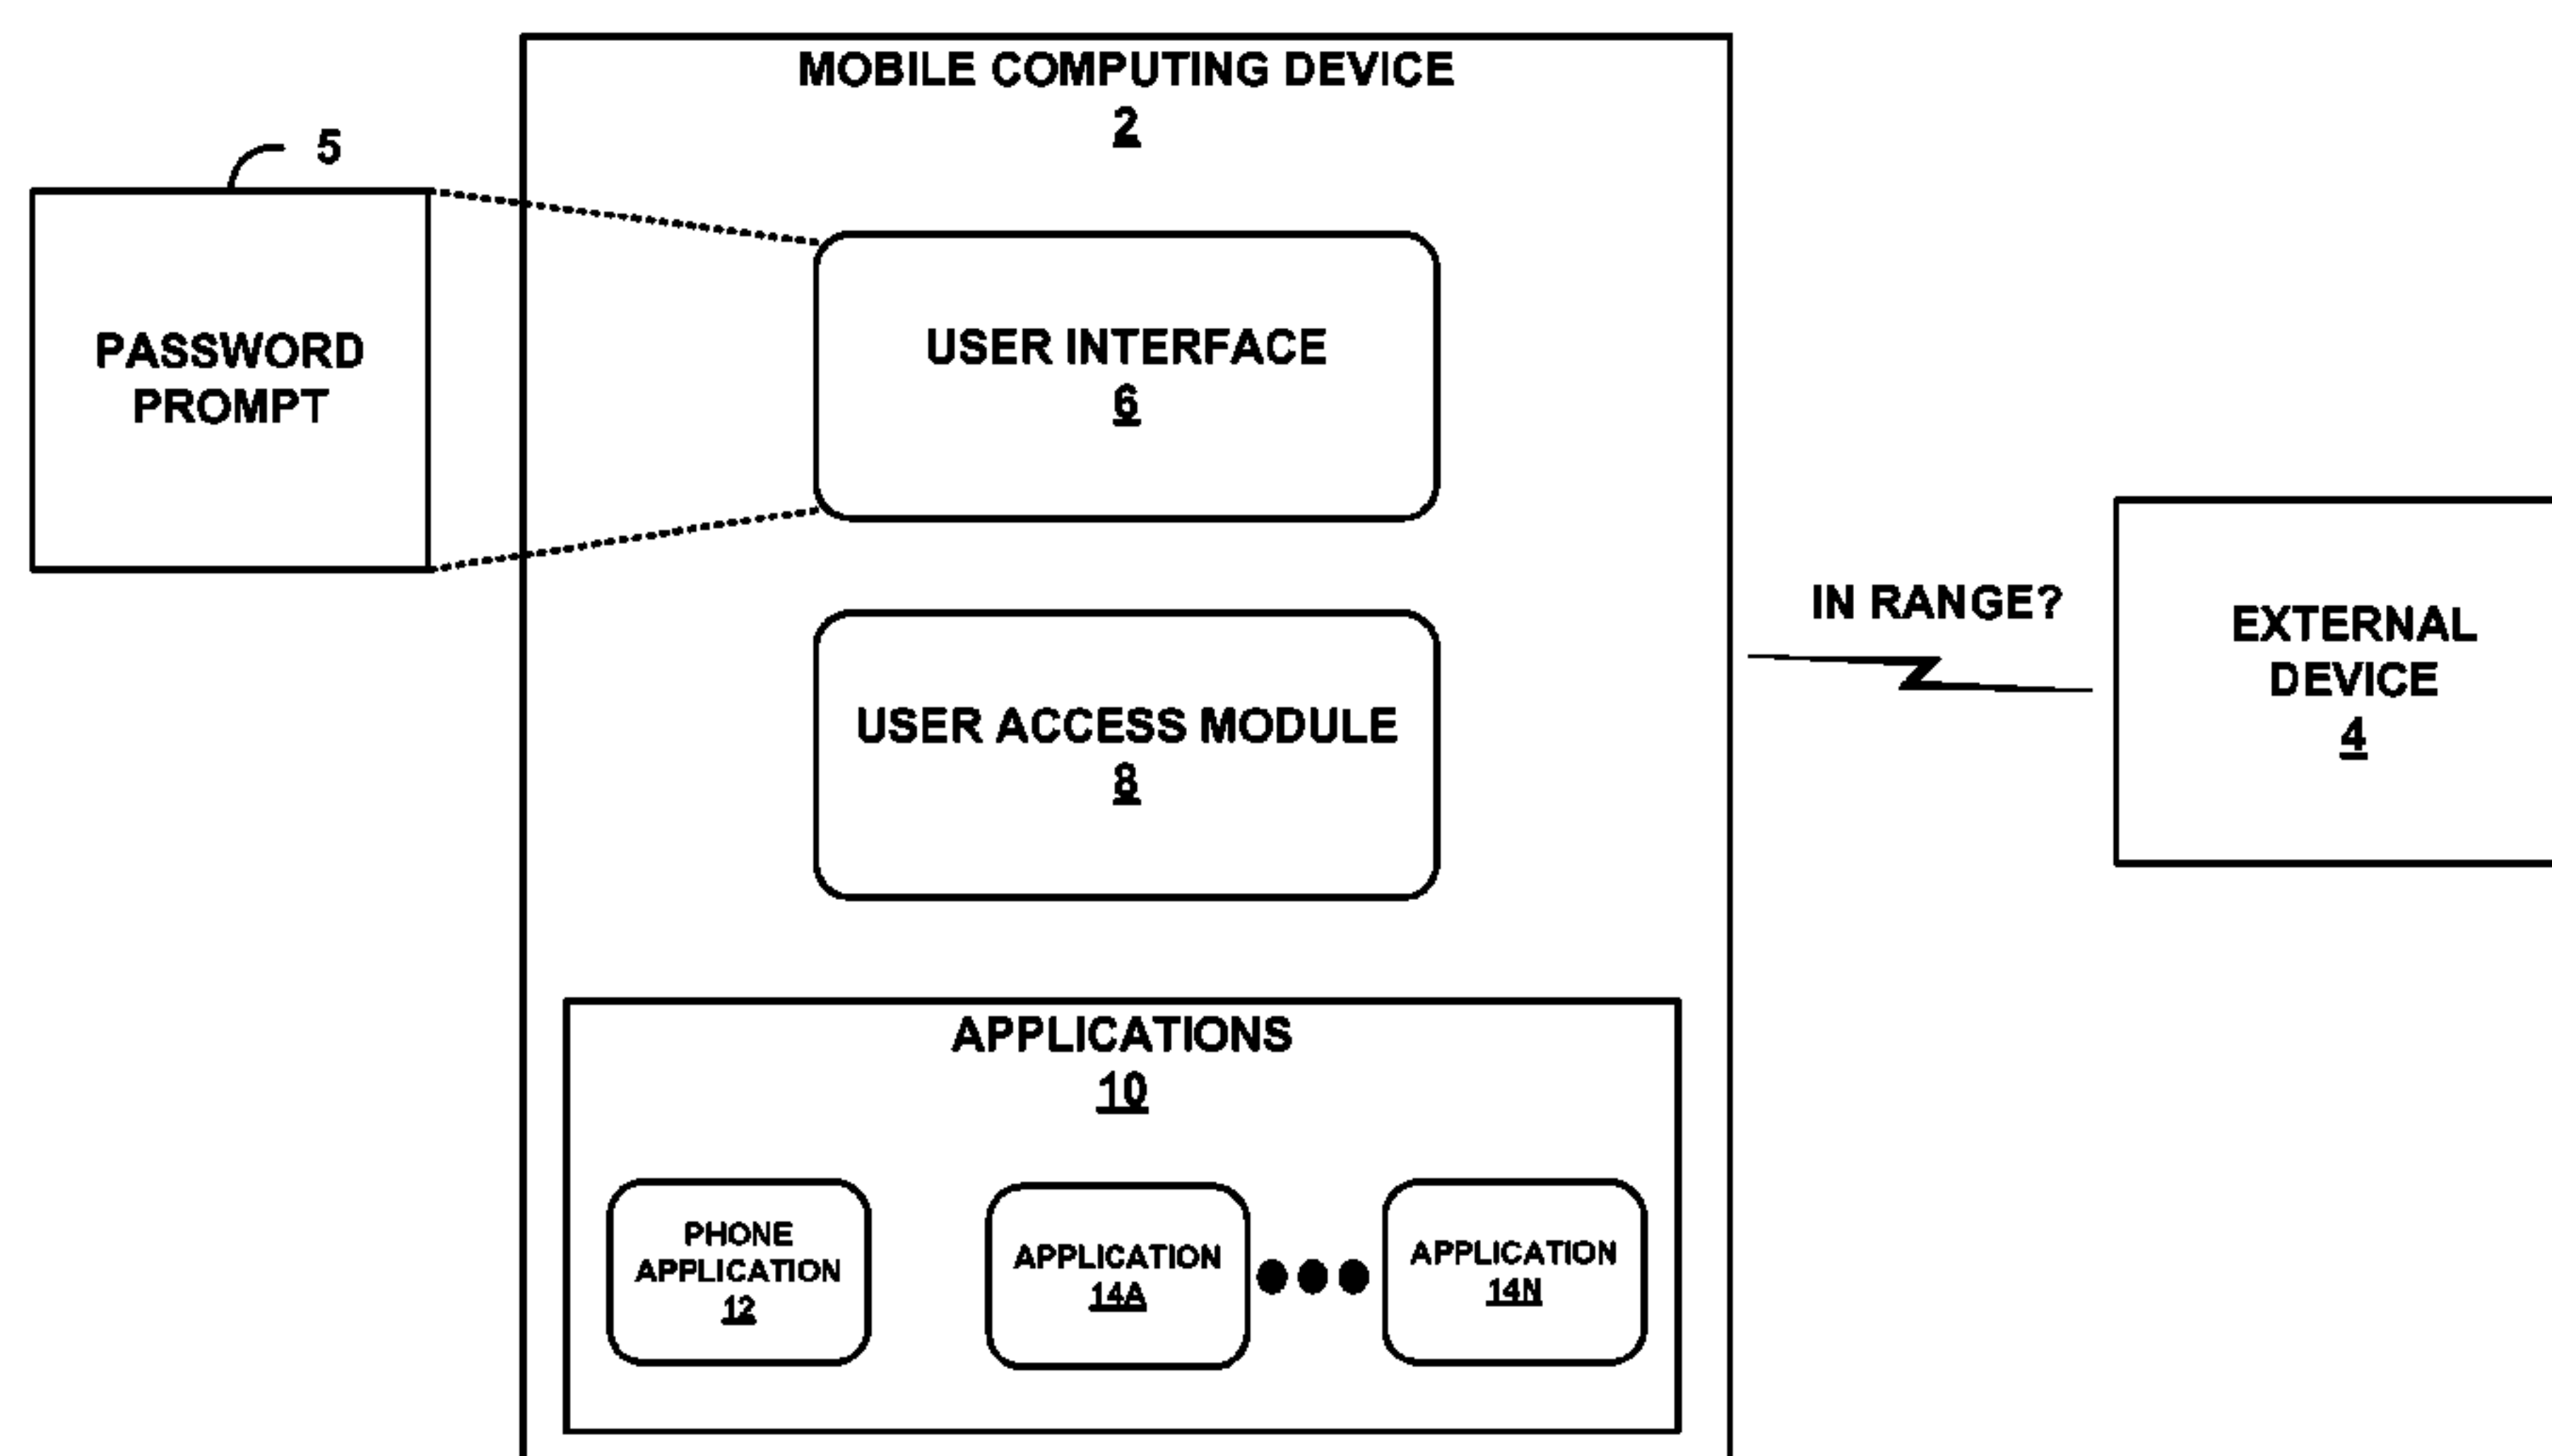 MOBILE COMPUTING DEVICE
2
5
PASSWORD
PROMPT
USER INTERFACE
6
IN RANGE?
EXTERNAL
DEVICE
4
USER ACCESS MODULE
8
APPLICATIONS
10
PHONE
APPLICATION
12
APPLICATION
14A
APPLICATION
14N